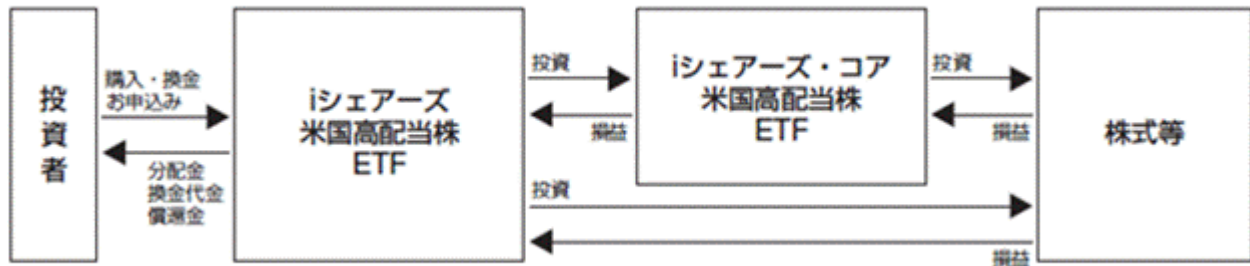 投資者
購入・換金
お申込み
分配金
換金代金
償還金
iシェアーズ
米国高配当株
ETF
投資
損益
iシェアーズ・コア
米国高配当株
ETF
投資
損益
投資
損益
株式等